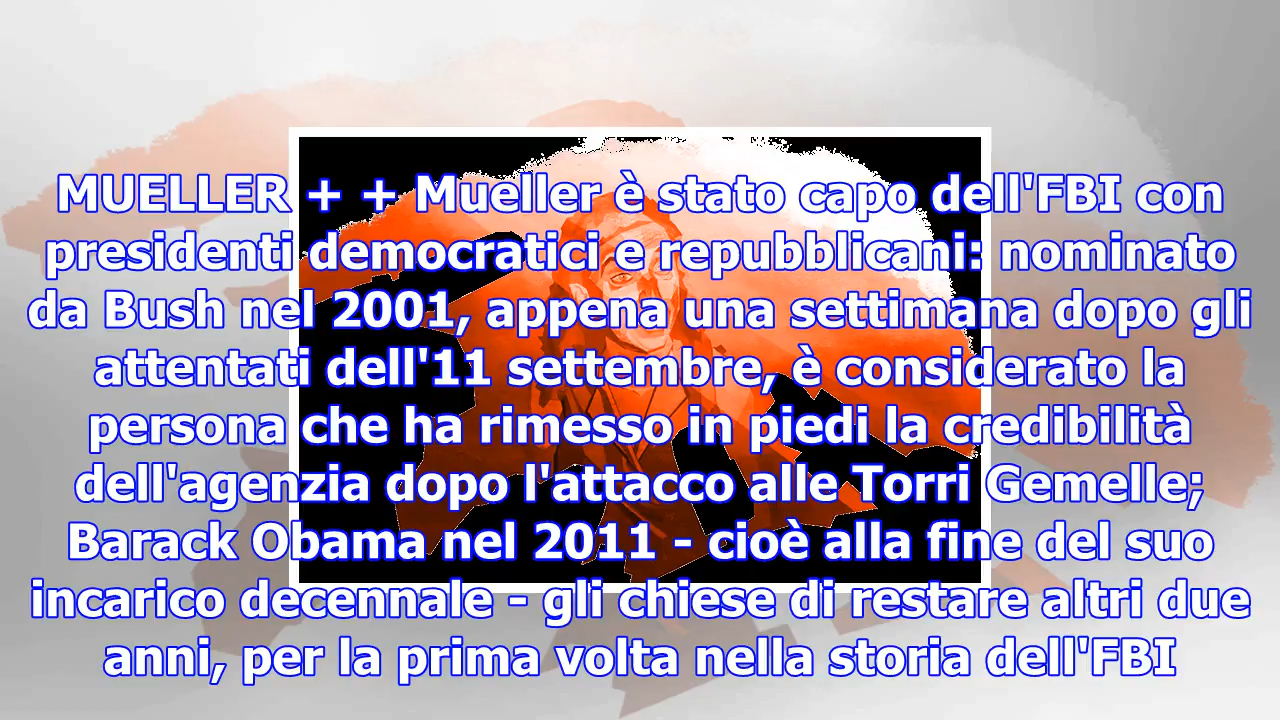 MUELLER + + Mueller è stato capo dell'FBI con
presidenti democratici e repubblicani: nominato
da Bush nel 2001, appena una settimana dopo gli
attentati dell'11 settembre, è considerato la
persona che ha rimesso in piedi la credibilità
dell'agenzia dopo l'attacco alle Torri Gemelle;
Barack Obama nel 2011 - cioè alla fine del suo
incarico decennale - gli chiese di restare altri due
anni, per la prima volta nella storia dell'FBI